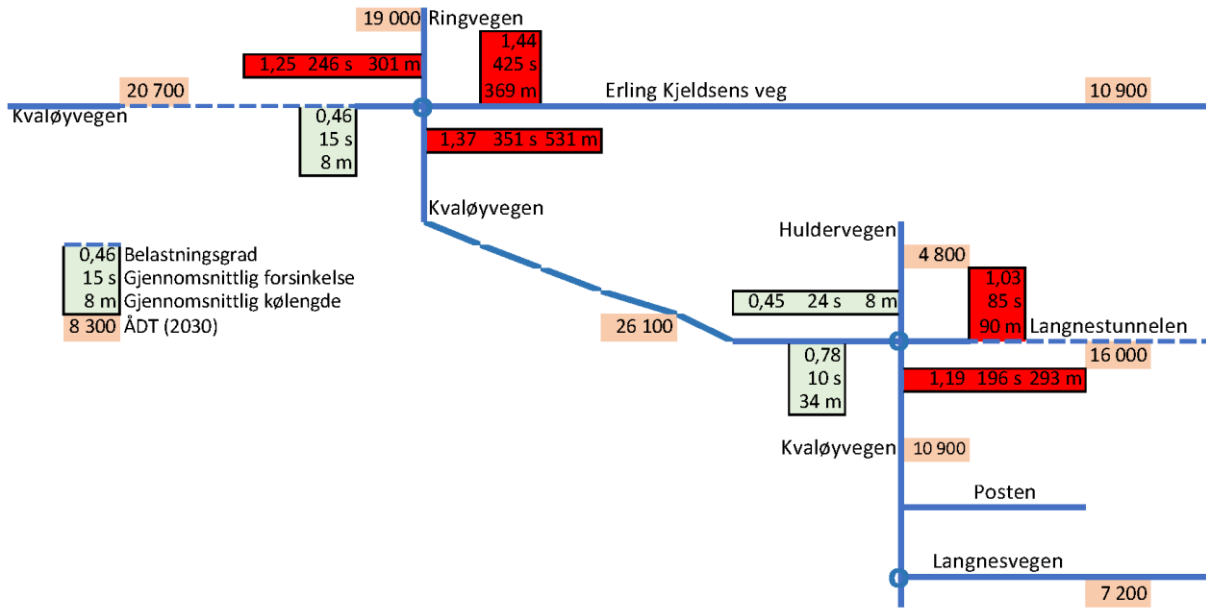 19 000 Ringvegen
1,25 246 s 301 m
1,44
425 s
369 m
20 700
Erling Kjeldsens veg
10 900
Kvaløyvegen
0,46
15 s
8 m
1,37 351 s 531 m
Kvaløyvegen
Huldervegen
4 800
0,46 Belastningsgrad
15 s Gjennomsnittlig forsinkelse
8 m Gjennomsnittlig kølengde
8 300 ÅDT (2030)
0,45 24 s 8 m
1,03
85 s
90 m
Langnestunnelen
26 100
0,78
10 s
34 m
16 000
1,19 196 s 293 m
Kvaløyvegen
10 900
Posten
Langnesvegen
7 200